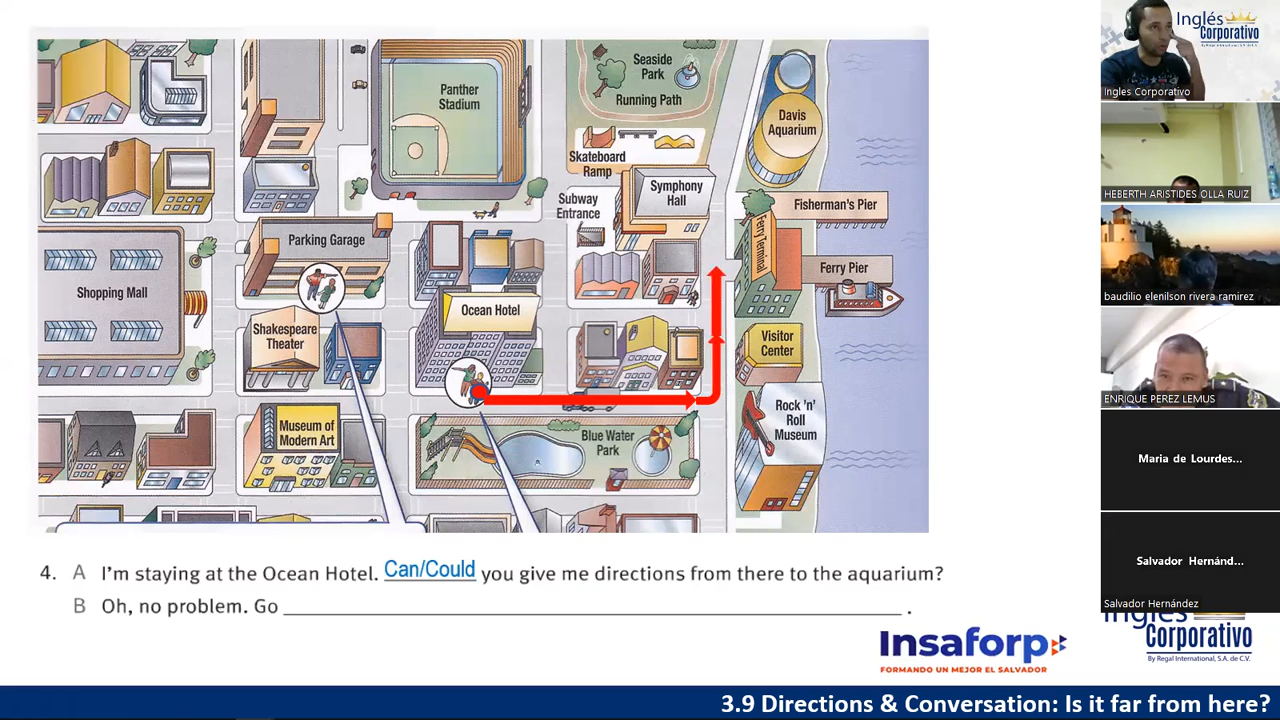 Panther
Stadium
Seaside
Park
Running Path
Davis
Aquarium
Skateboard
Ramp
Subway
Entrance
Symphony
Hall
Fisherman's Pier
Ferry Terminal
Ferry Pier
Parking Garage
Shopping Mall
Shakespeare
Theater
Ocean Hotel
Visitor
Center
Museum of
Modern Art
Blue Water
Park
Rock 'n'
Roll
Museum
4. A I'm staying at the Ocean Hotel. Can/Could you give me directions from there to the aquarium?
B Oh, no problem. Go ______ .
Insaforp
FORMANDO UN MEJOR EL SALVADOR
Inglés
Corporativo
By Regal International, S.A. de C.V.
3.9 Directions & Conversation: Is it far from here?
Inglés
Corporativo
By Regal International, S.A. de C.V.
Ingles Corporativo
HEBERTH ARISTIDES OLLA RUIZ
baudilio elenilson rivera ramirez
ENRIQUE PEREZ LEMUS
Maria de Lourdes...
Salvador Hernánd...
Salvador Hernández